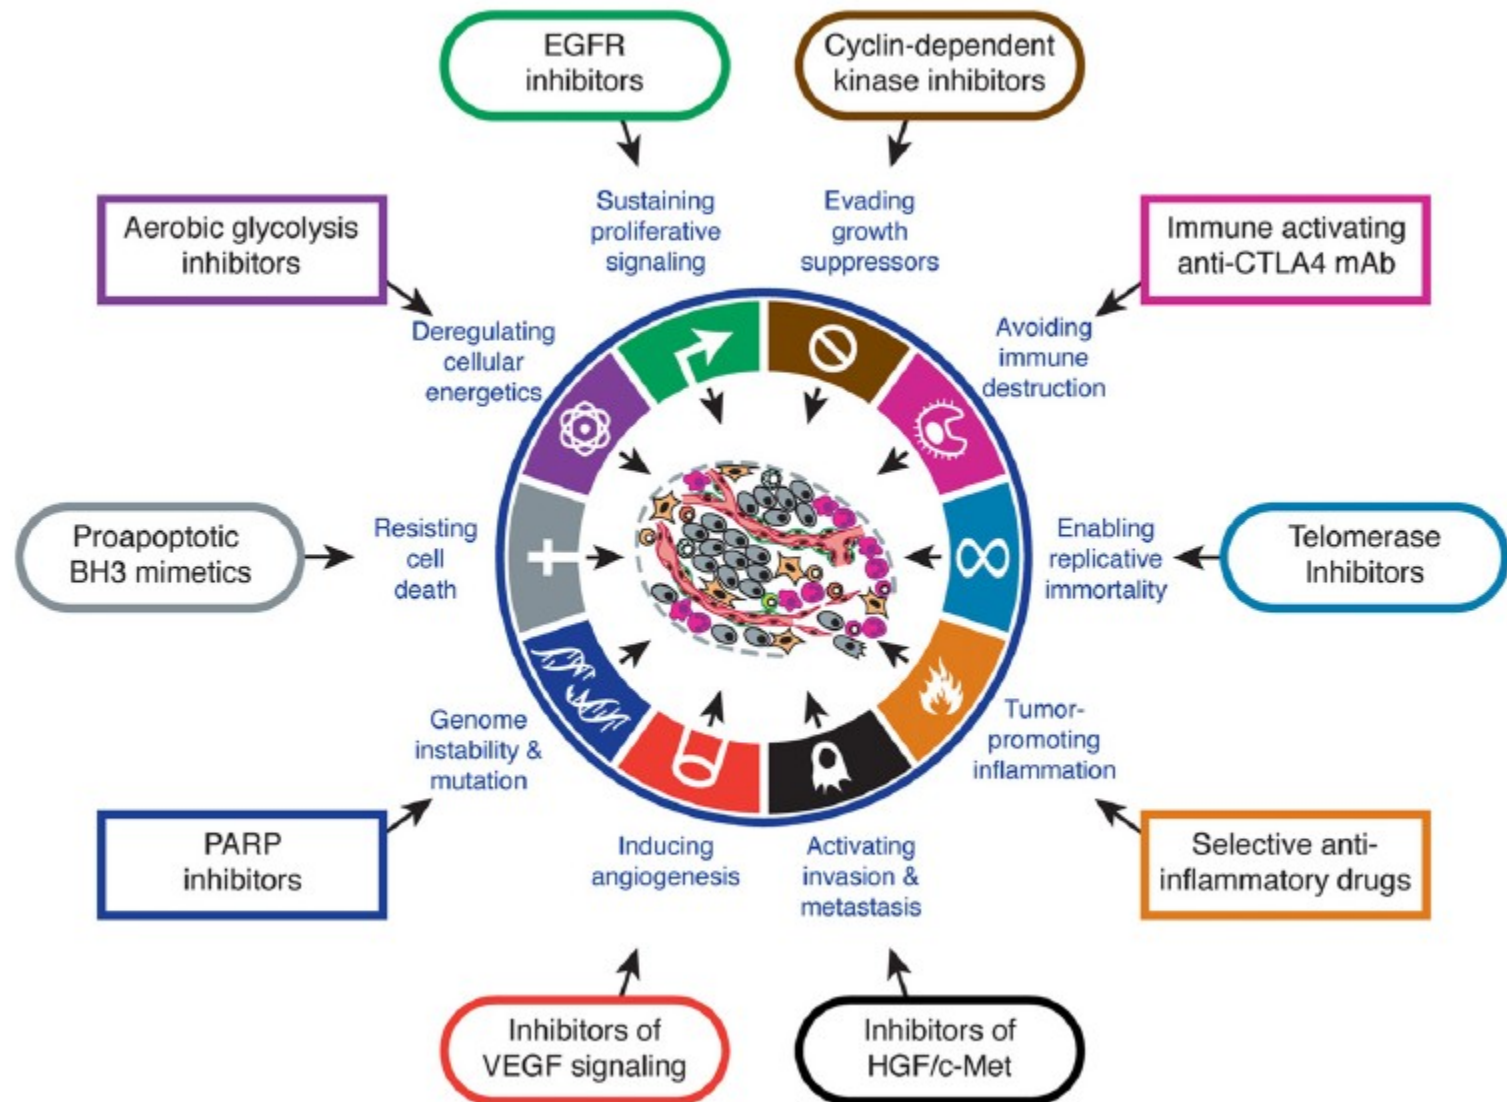 EGFR
inhibitors
Cyclin-dependent
kinase inhibitors
Aerobic glycolysis
inhibitors
Sustaining
proliferative
signaling
Evading
growth
suppressors
Immune activating
anti-CTLA4 mAb
Deregulating
cellular
energetics
Avoiding
immune
destruction
Proapoptotic
BH3 mimetics
Resisting
cell
death
Enabling
replicative
immortality
Telomerase
Inhibitors
Genome
instability &
mutation
Tumor-
promoting
inflammation
PARP
inhibitors
Inducing
angiogenesis
Activating
invasion &
metastasis
Selective anti-
inflammatory drugs
Inhibitors of
VEGF signaling
Inhibitors of
HGF/c-Met